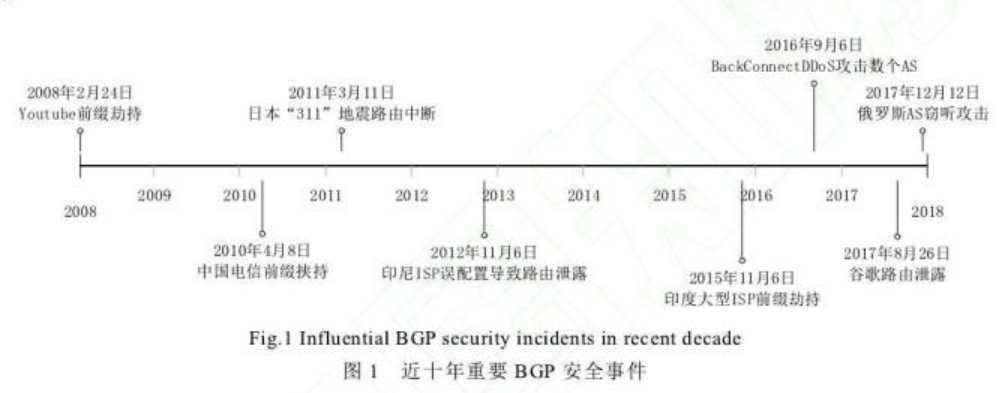 2016年9月6日
BackConnectDDoS攻击数个AS
2008年2月24日
Youtube前缀劫持
2011年3月11日
日本“311”地震路由中断
2017年12月12日
俄罗斯AS窃听攻击
2008
2009
2010
2011
2012
2013
2014
2015
2016
2017
2018
2010年4月8日
中国电信前缀挟持
2012年11月6日
印尼ISP误配置导致路由泄露
2015年11月6日
印度大型ISP前缀劫持
2017年8月26日
谷歌路由泄露
Fig.1 Influential BGP security incidents in recent decade
图 1 近十年重要 BGP 安全事件